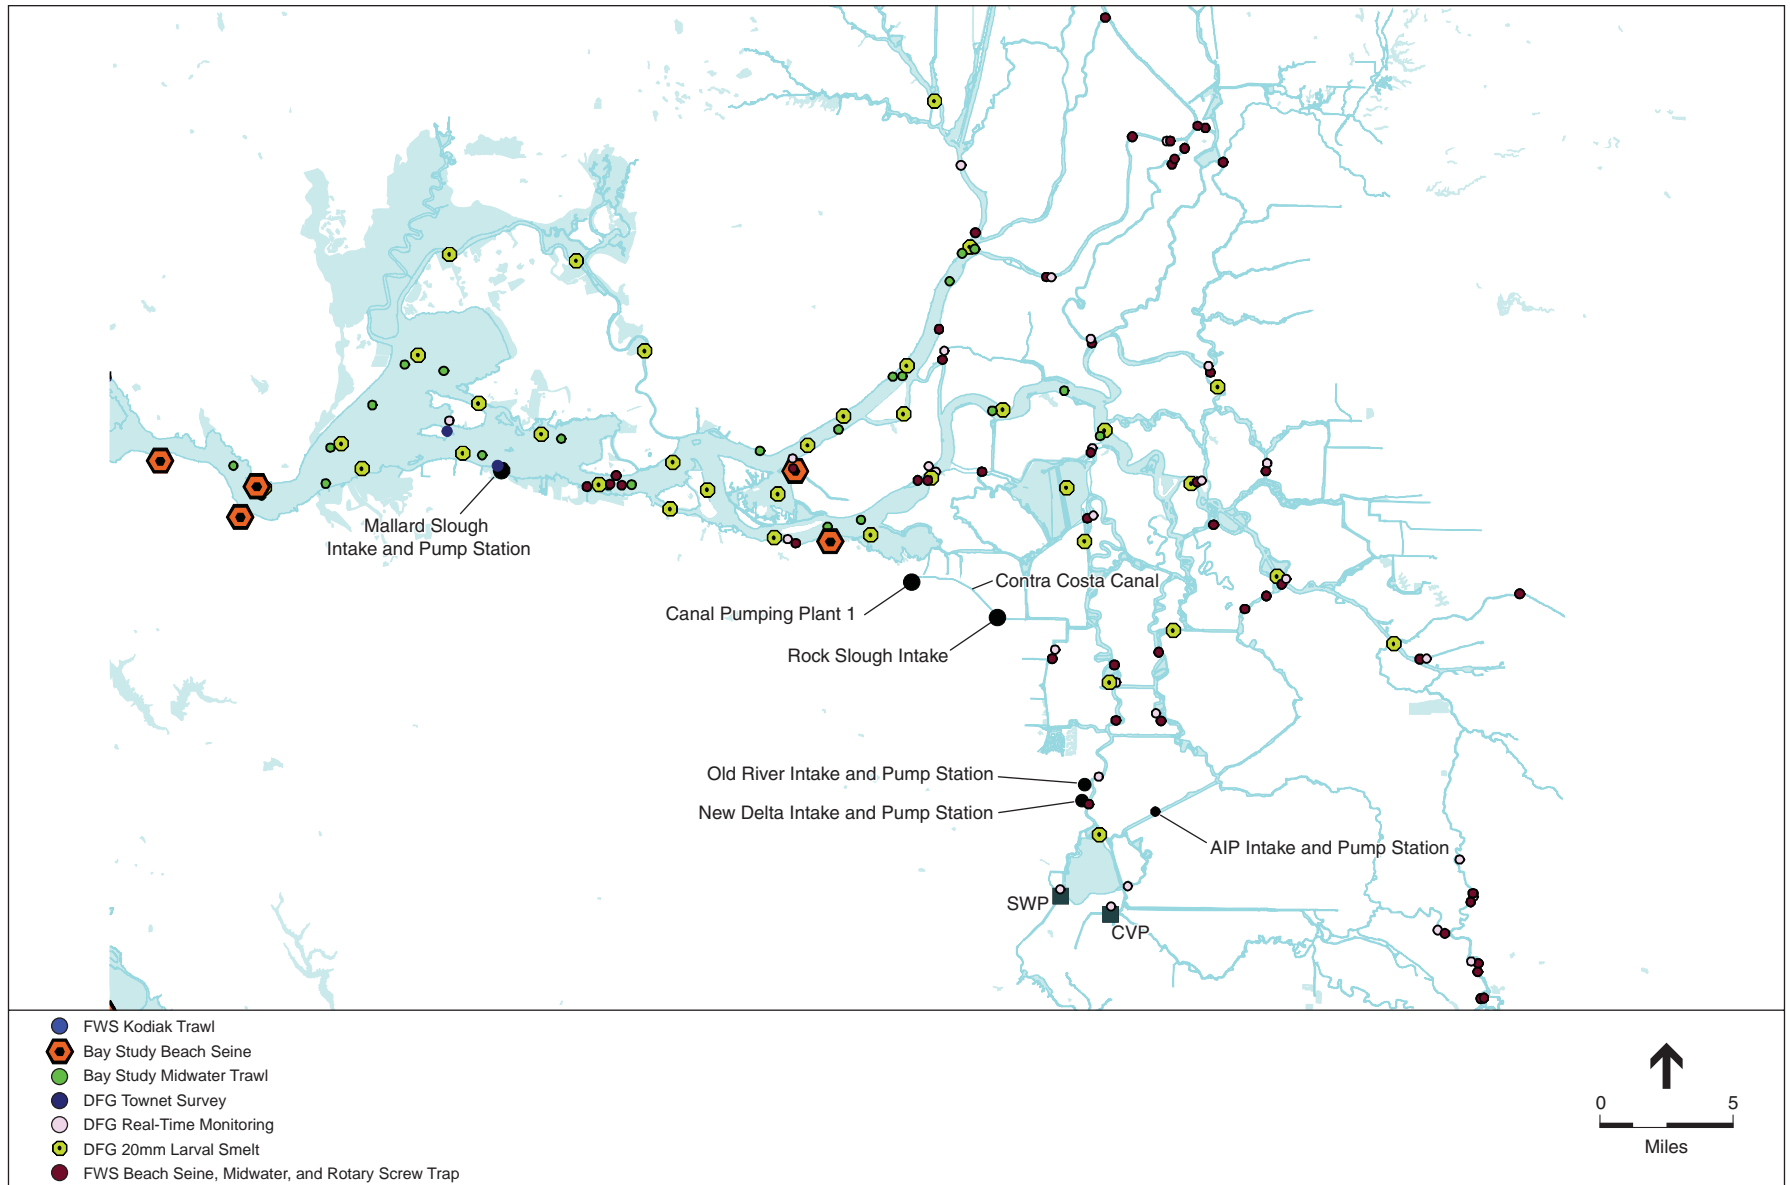 Mallard Slough
Intake and Pump Station
Contra Costa Canal
Canal Pumping Plant 1
Rock Slough Intake
Old River Intake and Pump Station
New Delta Intake and Pump Station
AIP Intake and Pump Station
SWP
CVP
FWS Kodiak Trawl
Bay Study Beach Seine
Bay Study Midwater Trawl
DFG Townet Survey
DFG Real-Time Monitoring
DFG 20mm Larval Smelt
FWS Beach Seine, Midwater, and Rotary Screw Trap
0 5
Miles